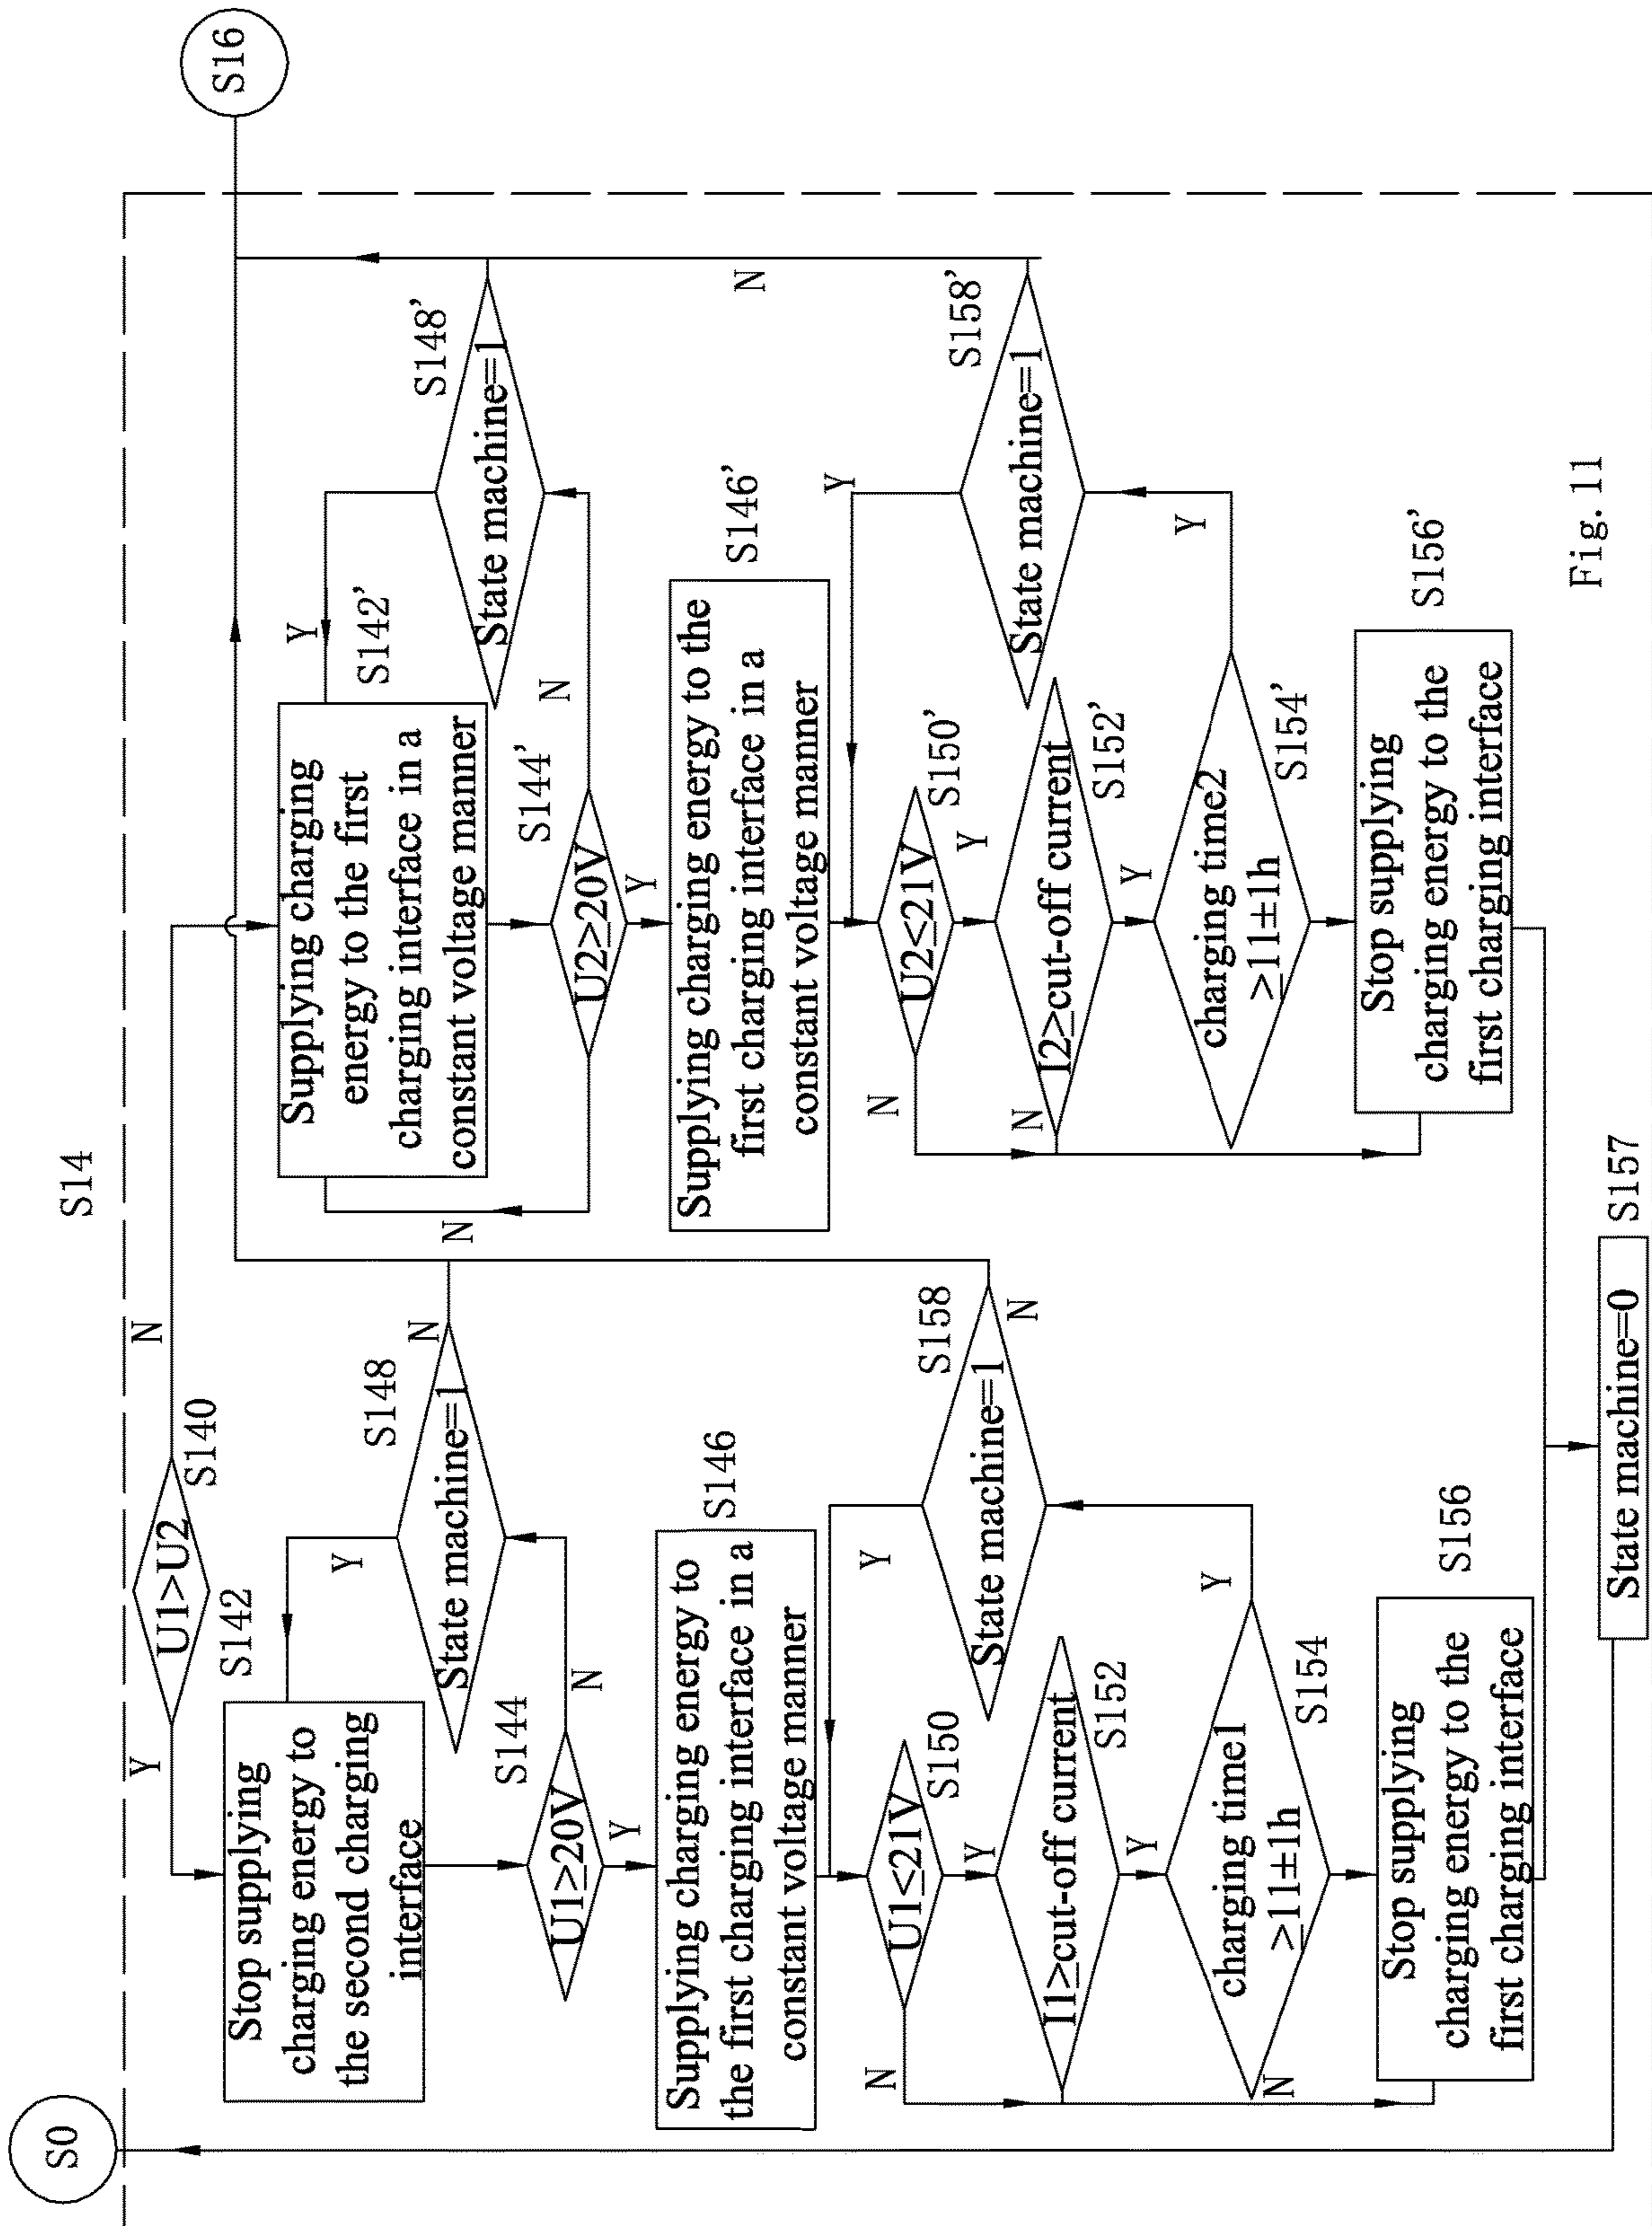 S14
S0
S16
U1>U2
S140
Y
N
S142
Stop supplying
charging energy to
the second charging
interface
S144
U1≥20V
Y
N
S148
State machine=1
Y
N
S146
Supplying charging energy to
the first charging interface in a
constant voltage manner
S150
U1≤21V
Y
N
S152
I1≥cut-off current
Y
S154
charging time1
≥11±1h
Y
N
S158
State machine=1
Y
N
S156
Stop supplying
charging energy to the
first charging interface
S142'
Supplying charging
energy to the first
charging interface in a
constant voltage manner
S144'
U2≥20V
Y
N
N
S148'
State machine=1
Y
N
S146'
Supplying charging energy to the
first charging interface in a
constant voltage manner
S150'
U2≤21V
Y
N
S152'
I2≥cut-off current
Y
N
S154'
charging time2
≥11±1h
Y
S158'
State machine=1
Y
S156'
Stop supplying
charging energy to the
first charging interface
State machine=0
S157
Fig. 11